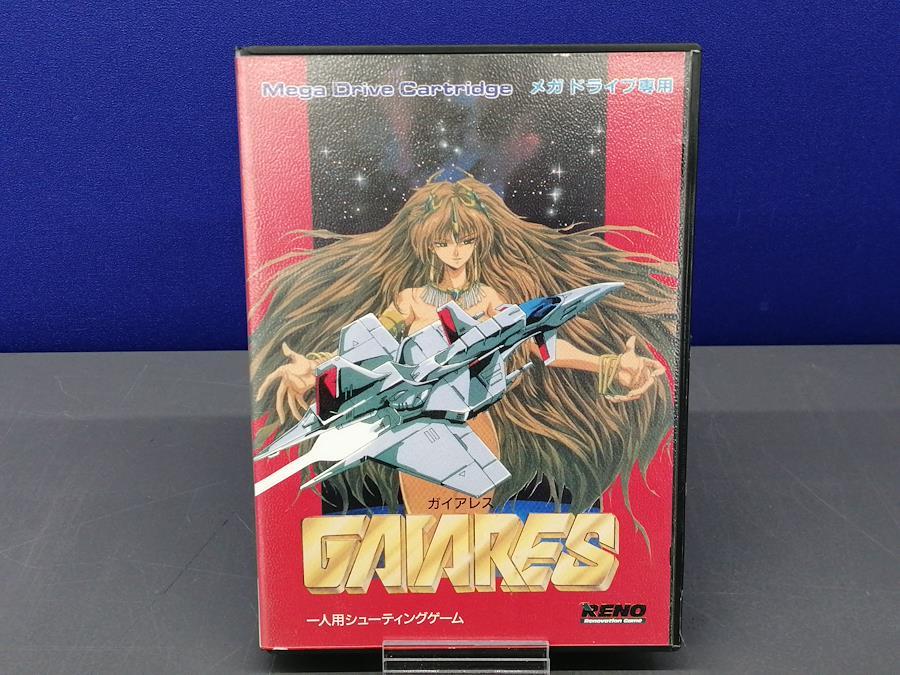 Mega Drive Cartridge メガドライブ専用
ガイアレス
GAIARES
一人用シューティングゲーム
RENO
Renovation Game